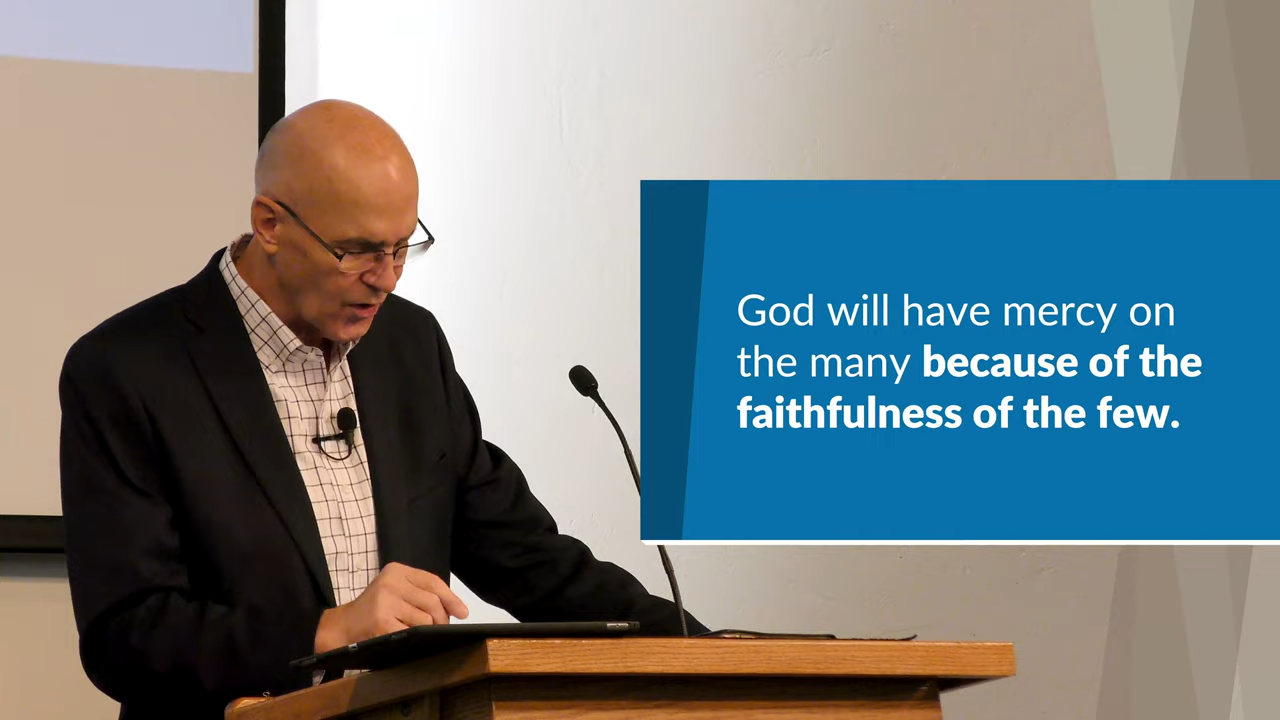 God will have mercy on
the many because of the
faithfulness of the few.